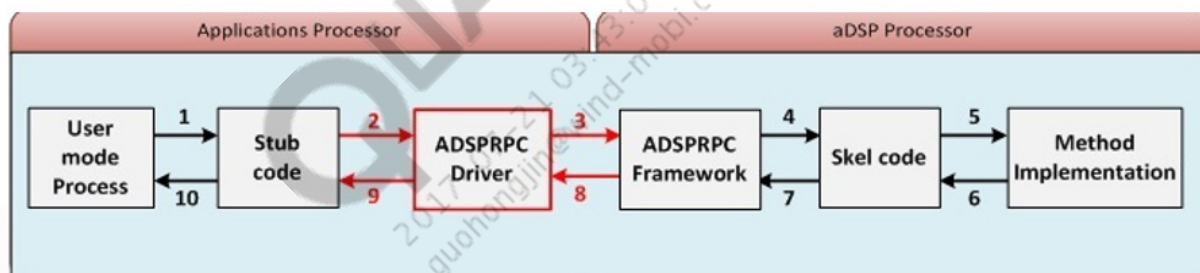 Applications Processor
aDSP Processor
1
2
3
4
5
User
mode
Process
Stub
code
ADSPRPC
Driver
ADSPRPC
Framework
Skel code
Method
Implementation
10
9
8
7
6